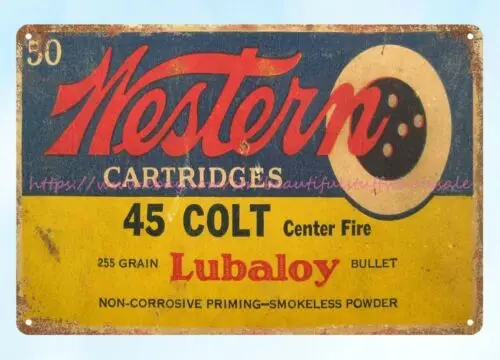 50
Western
CARTRIDGES
45 COLT Center Fire
255 GRAIN Lubaloy BULLET
NON-CORROSIVE PRIMING—SMOKELESS POWDER